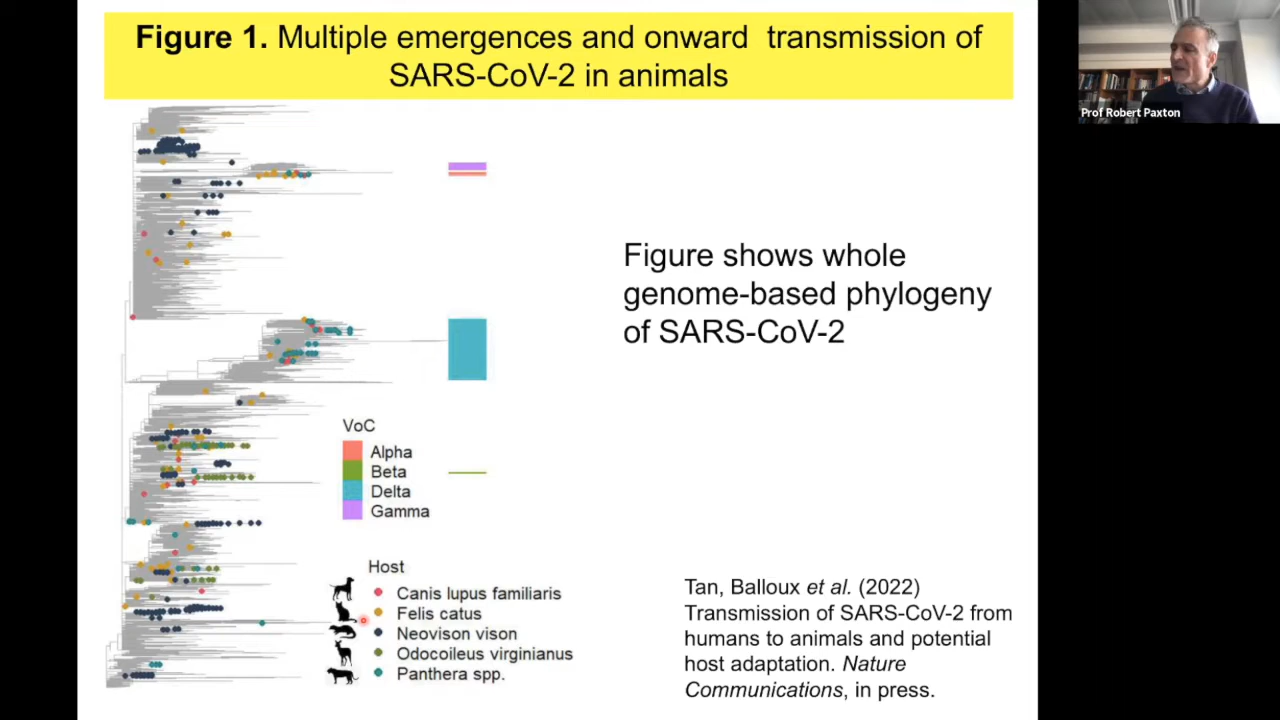 Figure 1. Multiple emergences and onward transmission of
SARS-CoV-2 in animals
Prof Robert Paxton
Figure shows whole
genome-based phylogeny
of SARS-CoV-2
VoC
Alpha
Beta
Delta
Gamma
Host
Canis lupus familiaris
Felis catus
Neovison vison
Odocoileus virginianus
Panthera spp.
Tan, Balloux et al. (2022)
Transmission of SARS-CoV-2 from
humans to animals and potential
host adaptation. Nature
Communications, in press.